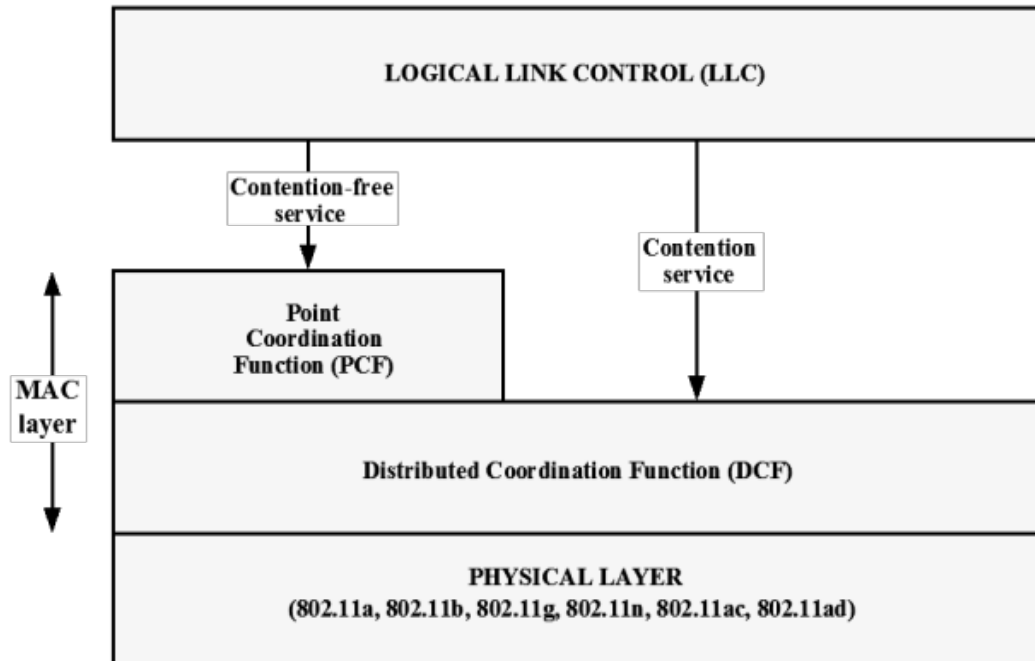 LOGICAL LINK CONTROL (LLC)
Contention-free
service
Contention
service
Point
Coordination
Function (PCF)
MAC
layer
Distributed Coordination Function (DCF)
PHYSICAL LAYER
(802.11a, 802.11b, 802.11g, 802.11n, 802.11ac, 802.11ad)